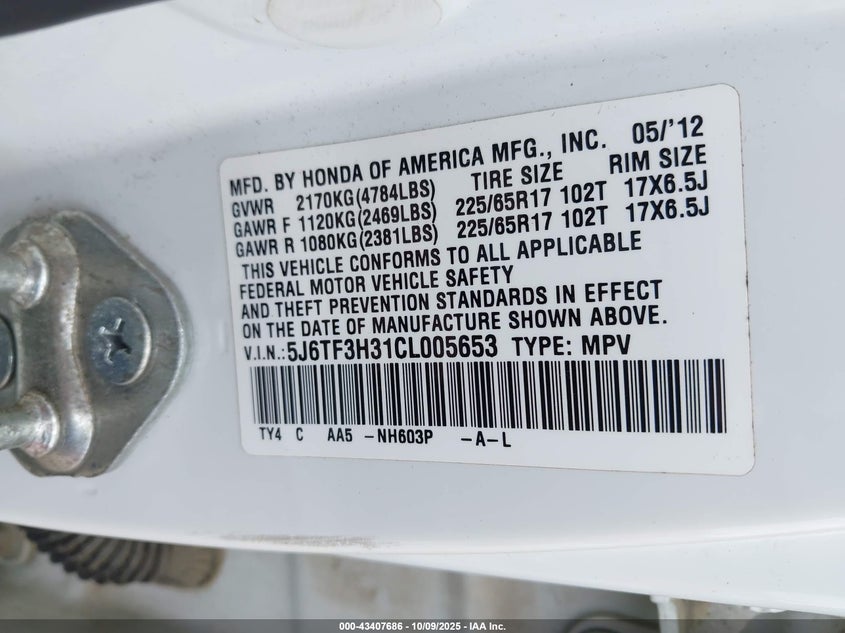 MFD. BY HONDA OF AMERICA MFG., INC. 05/'12
GVWR 2170KG(4784LBS) TIRE SIZE RIM SIZE
GAWR F 1120KG(2469LBS) 225/65R17 102T 17X6.5J
GAWR R 1080KG(2381LBS) 225/65R17 102T 17X6.5J
THIS VEHICLE CONFORMS TO ALL APPLICABLE
FEDERAL MOTOR VEHICLE SAFETY
AND THEFT PREVENTION STANDARDS IN EFFECT
ON THE DATE OF MANUFACTURE SHOWN ABOVE.
V.I.N.:5J6TF3H31CL005653 TYPE: MPV
TY4 C AA5 -NH603P -A-L
000-43407686 - 10/09/2025 - IAA Inc.